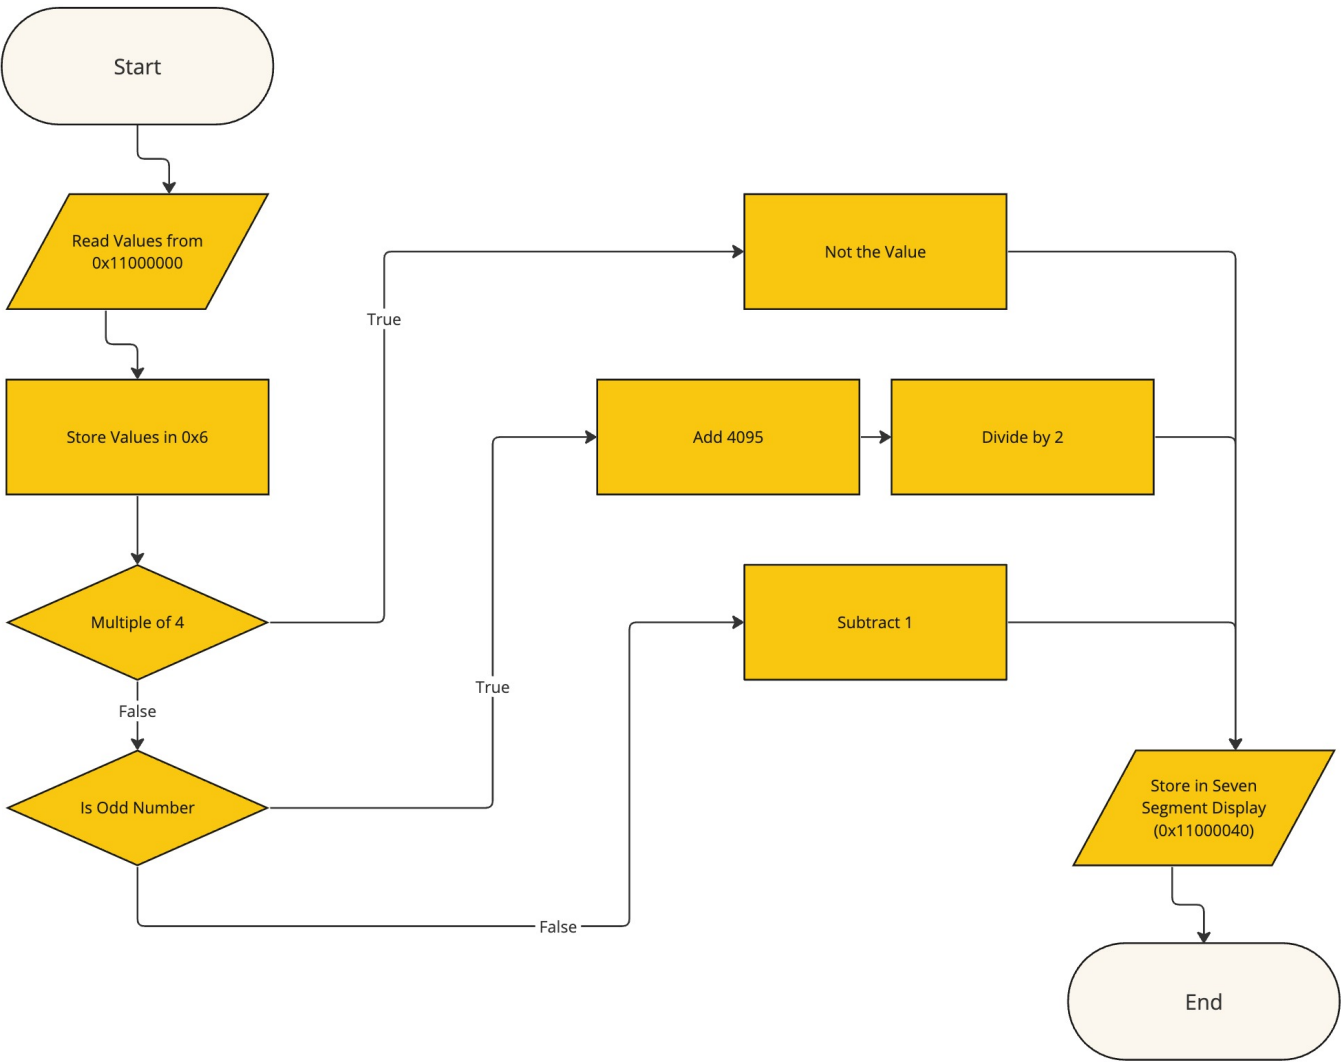 Start
Read Values from
0x11000000
Not the Value
True
Store Values in 0x6
Add 4095
Divide by 2
Multiple of 4
Subtract 1
True
False
Is Odd Number
Store in Seven
Segment Display
(0x11000040)
False
End